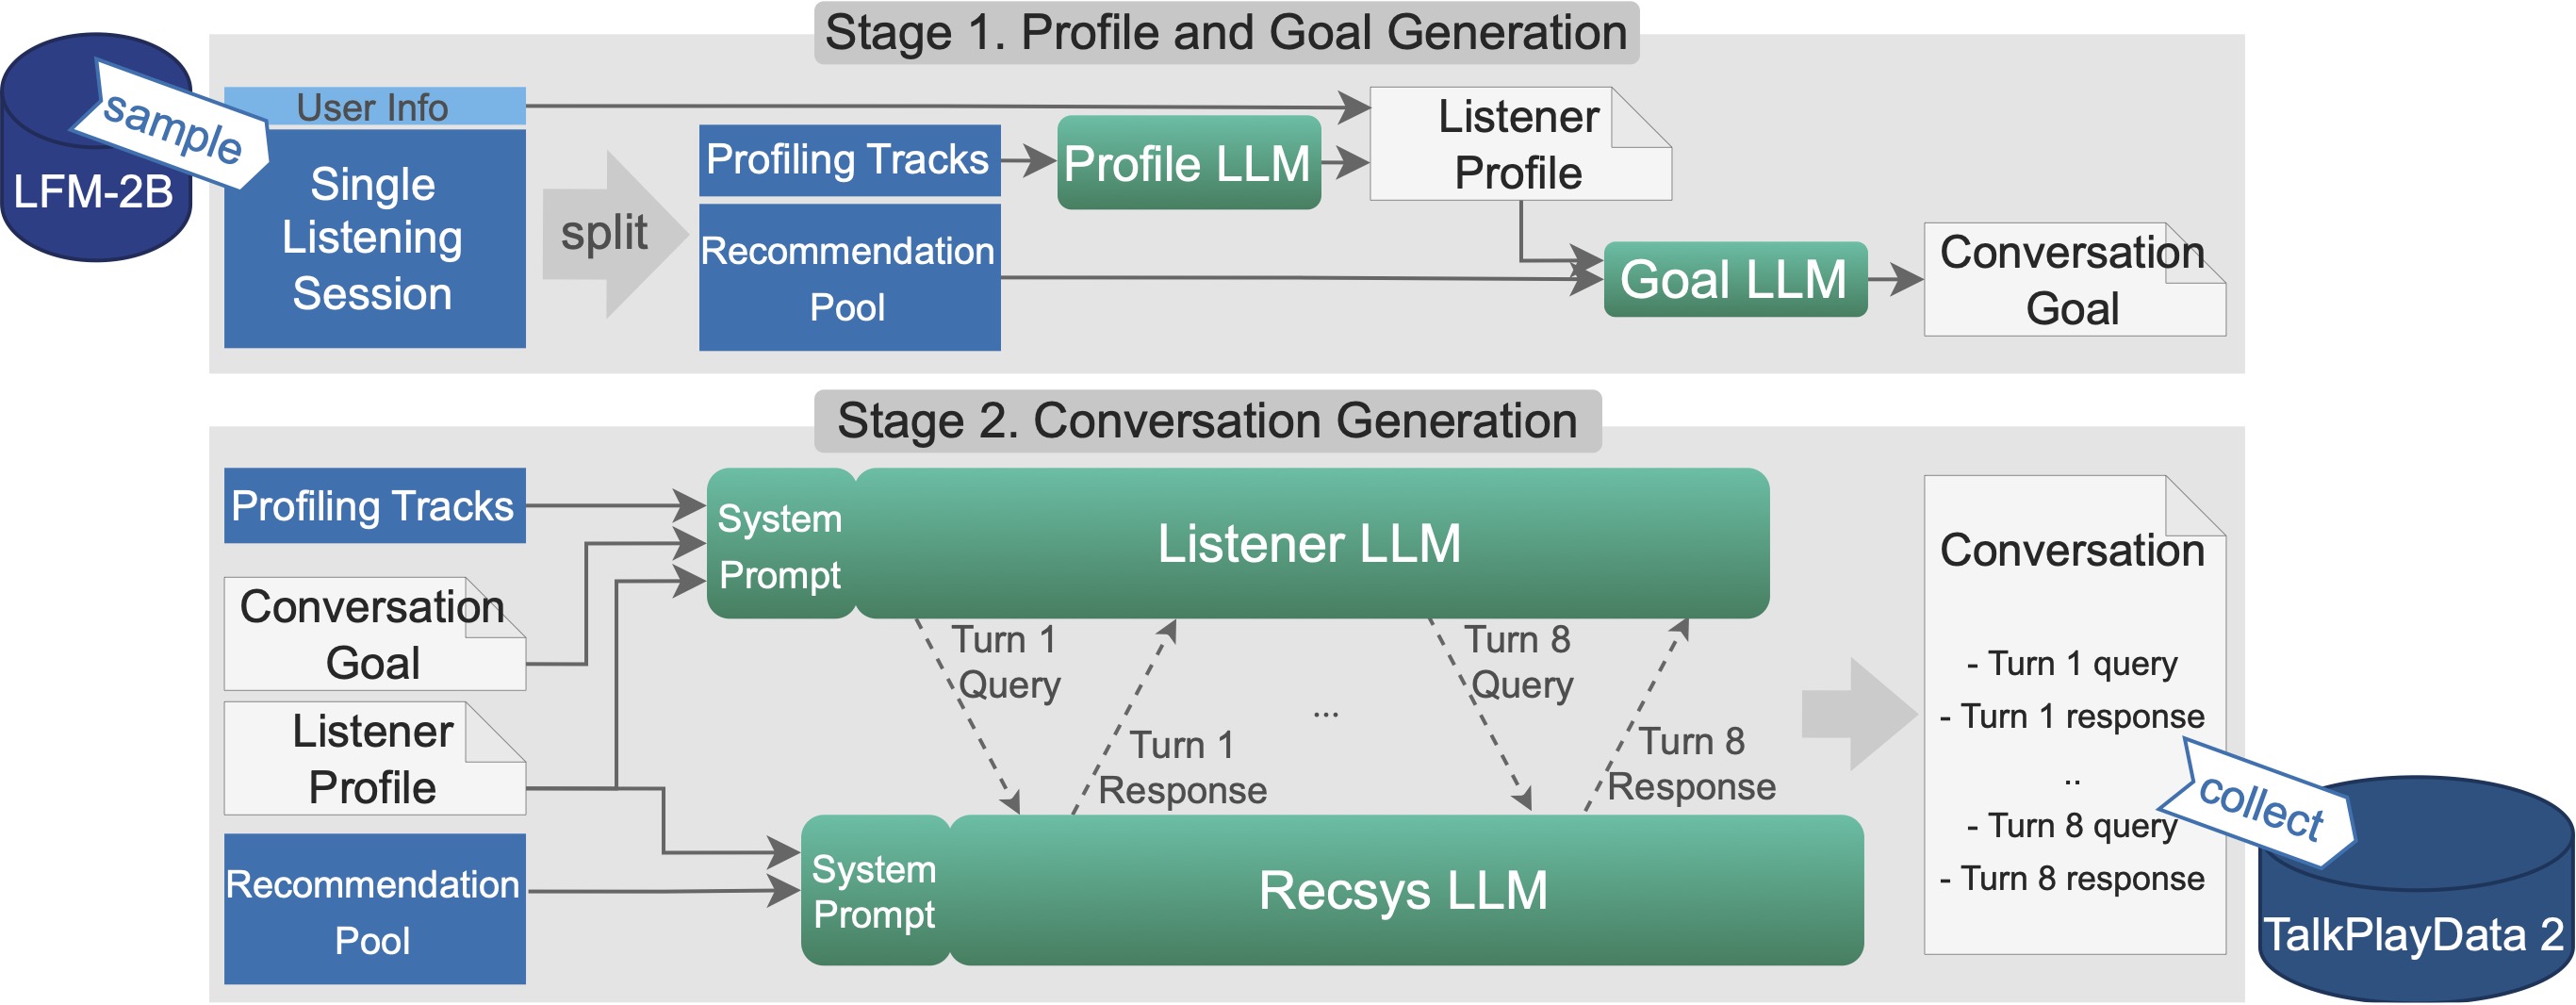 Stage 1. Profile and Goal Generation
LFM-2B
sample
User Info
Single
Listening
Session
split
Profiling Tracks
Recommendation
Pool
Profile LLM
Listener
Profile
Goal LLM
Conversation
Goal
Stage 2. Conversation Generation
Profiling Tracks
Conversation
Goal
Listener
Profile
Recommendation
Pool
System
Prompt
Listener LLM
Turn 1
Query
Turn 1
Response
...
Turn 8
Query
Turn 8
Response
System
Prompt
Recsys LLM
Conversation
- Turn 1 query
- Turn 1 response
..
- Turn 8 query
- Turn 8 response
collect
TalkPlayData 2